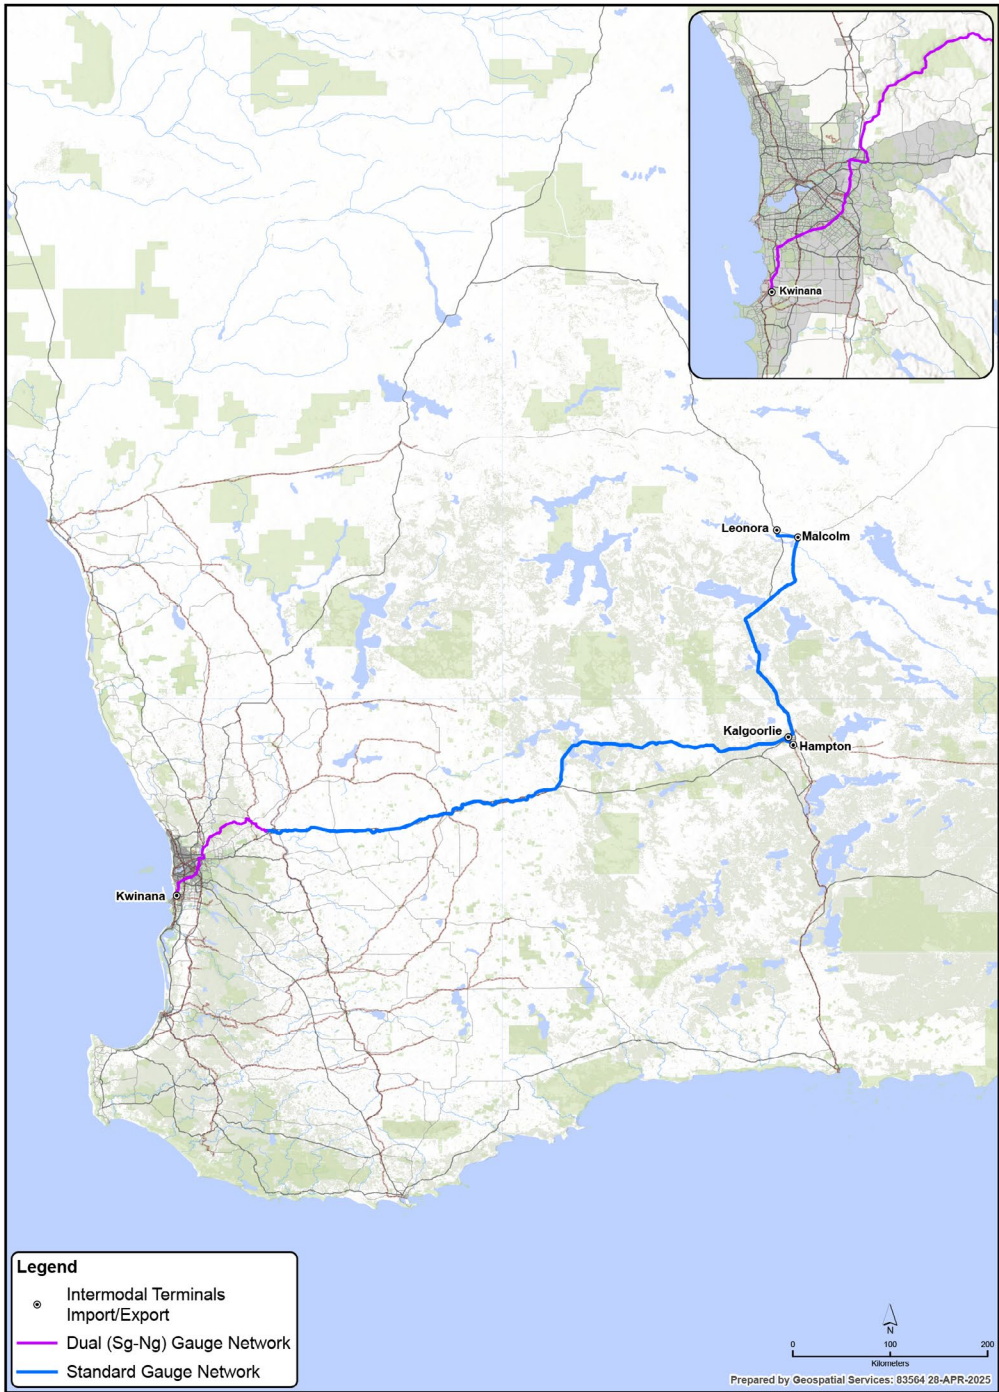 Kwinana
Leonora
Malcolm
Kalgoorlie
Hampton
Kwinana
Legend
Intermodal Terminals
Import/Export
Dual (Sg-Ng) Gauge Network
Standard Gauge Network
N
0 100 200
Kilometers
Prepared by Geospatial Services: 83564 28-APR-2025